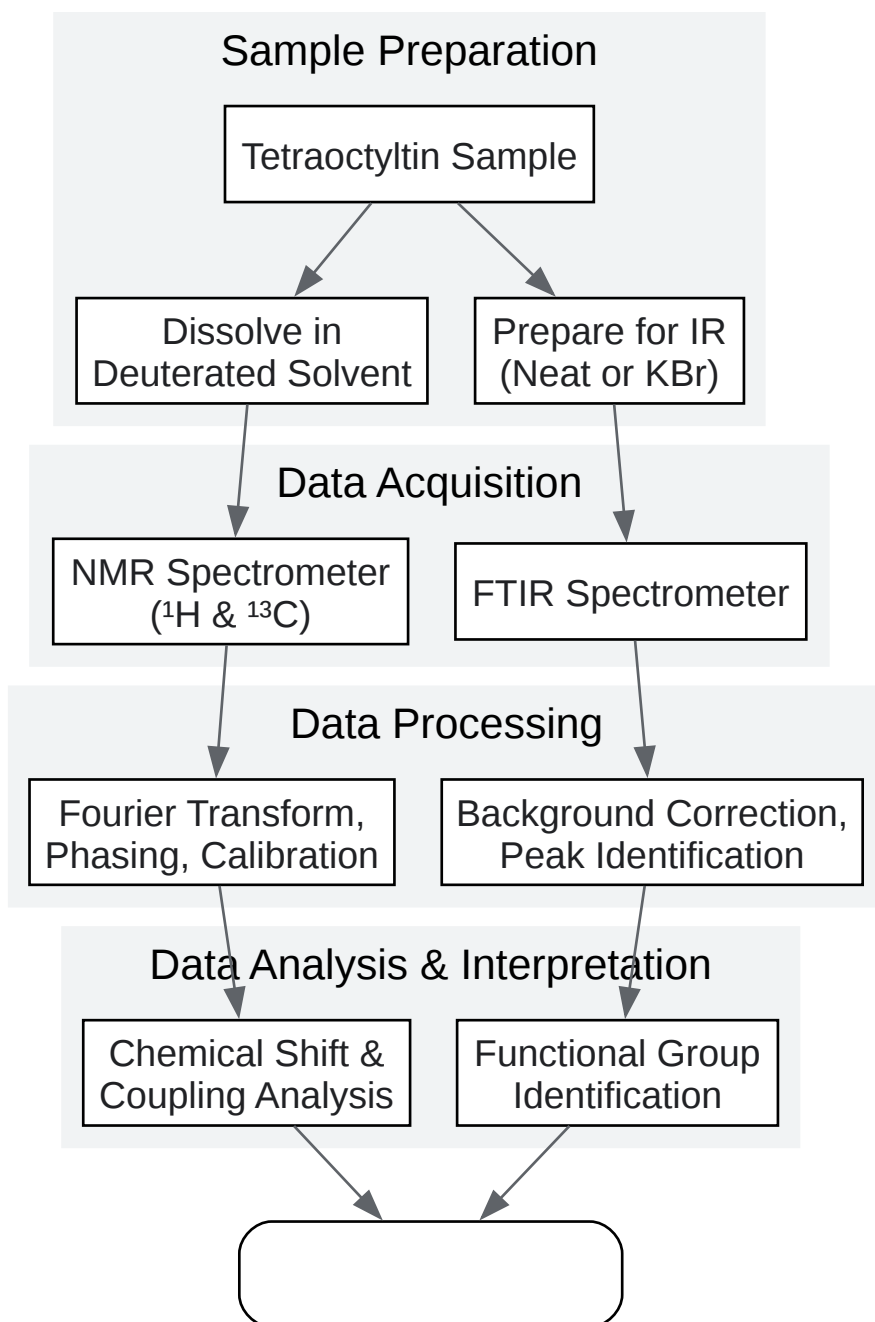 Sample Preparation
Tetraoctyltin Sample
Dissolve in
Deuterated Solvent
Prepare for IR
(Neat or KBr)
Data Acquisition
NMR Spectrometer
(¹H & ¹³C)
FTIR Spectrometer
Data Processing
Fourier Transform,
Phasing, Calibration
Background Correction,
Peak Identification
Data Analysis & Interpretation
Chemical Shift &
Coupling Analysis
Functional Group
Identification